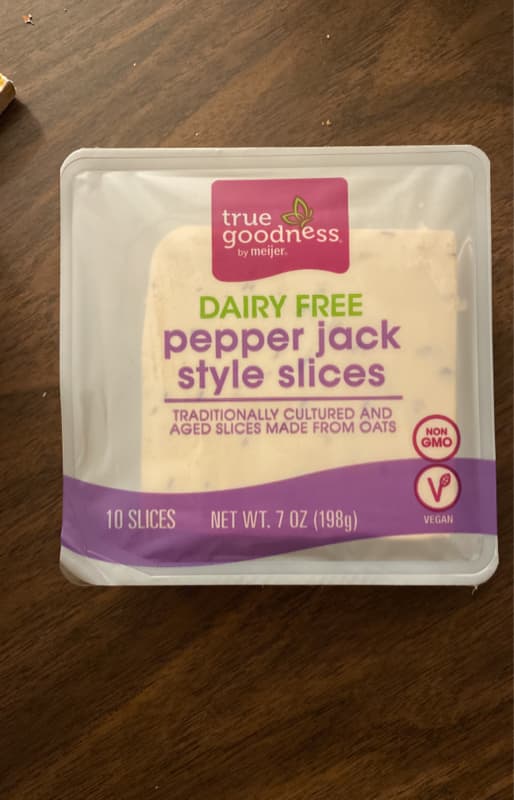 true
goodness
by meijer
DAIRY FREE
pepper jack
style slices
TRADITIONALLY CULTURED AND
AGED SLICES MADE FROM OATS
NON
GMO
V
VEGAN
10 SLICES NET WT. 7 OZ (198g)